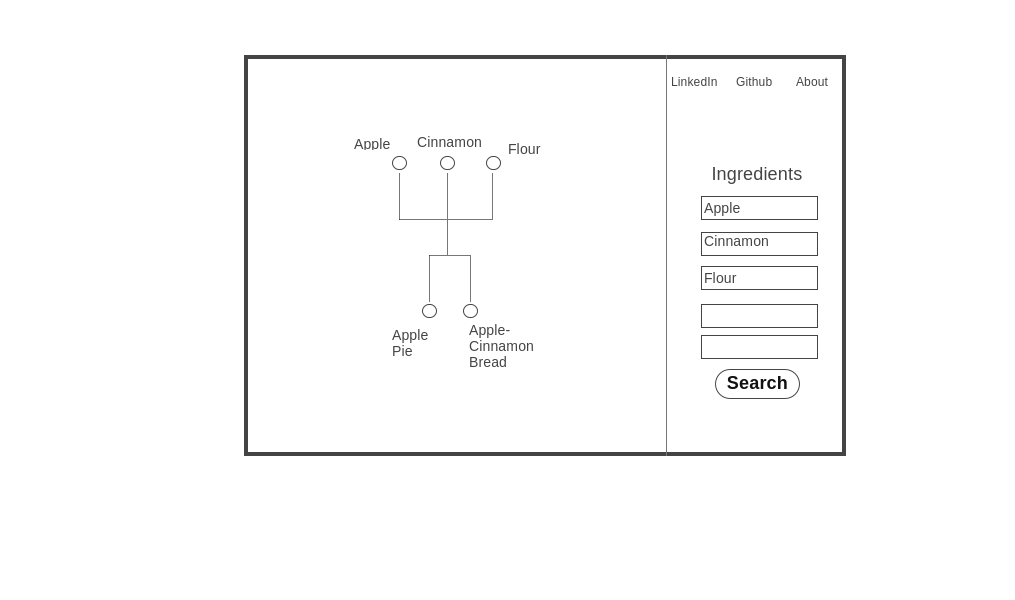 LinkedIn Github About
Apple Cinnamon Flour
Apple
Pie
Apple-
Cinnamon
Bread
Ingredients
Apple
Cinnamon
Flour
Search